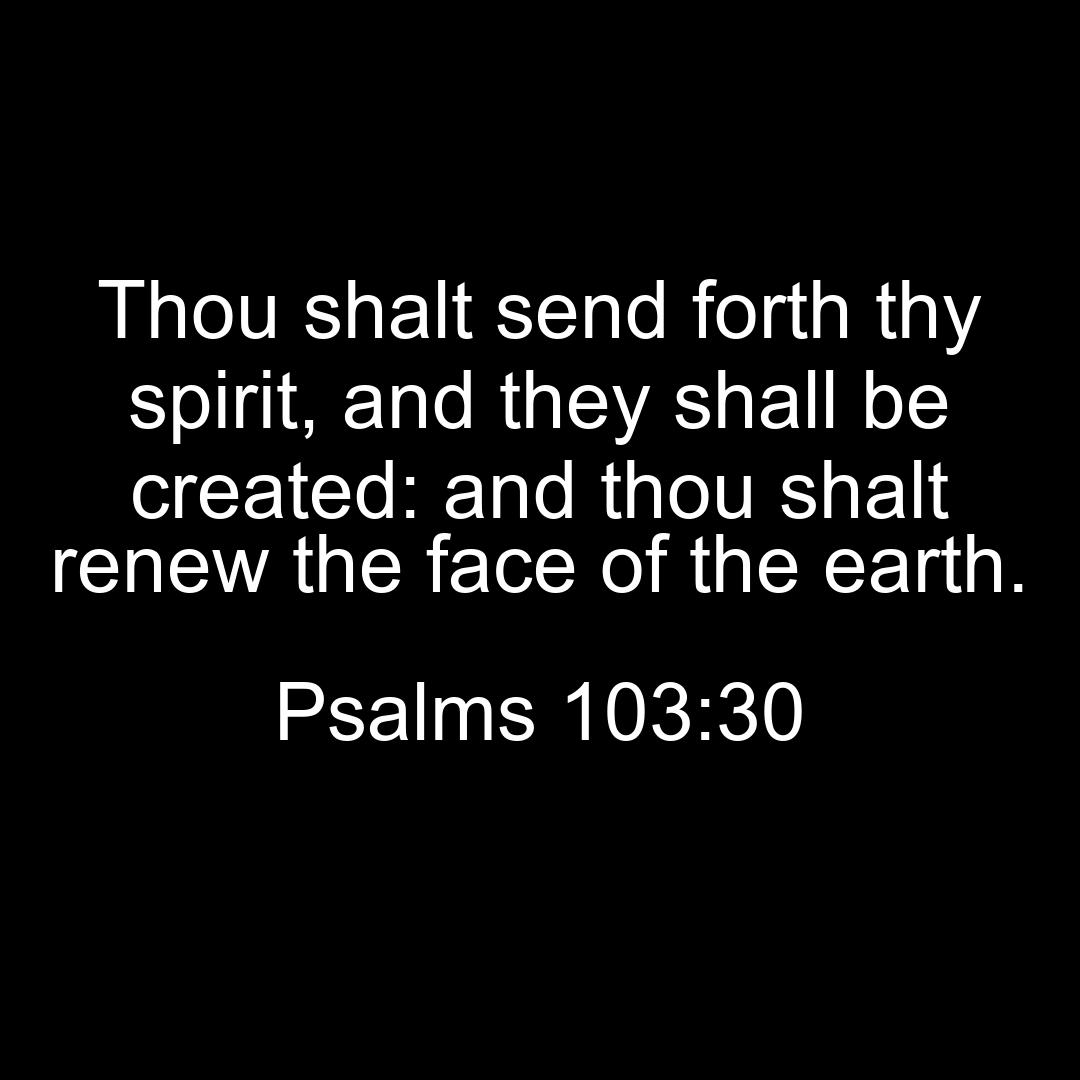 Thou shalt send forth thy
spirit, and they shall be
created: and thou shalt
renew the face of the earth.
Psalms 103:30